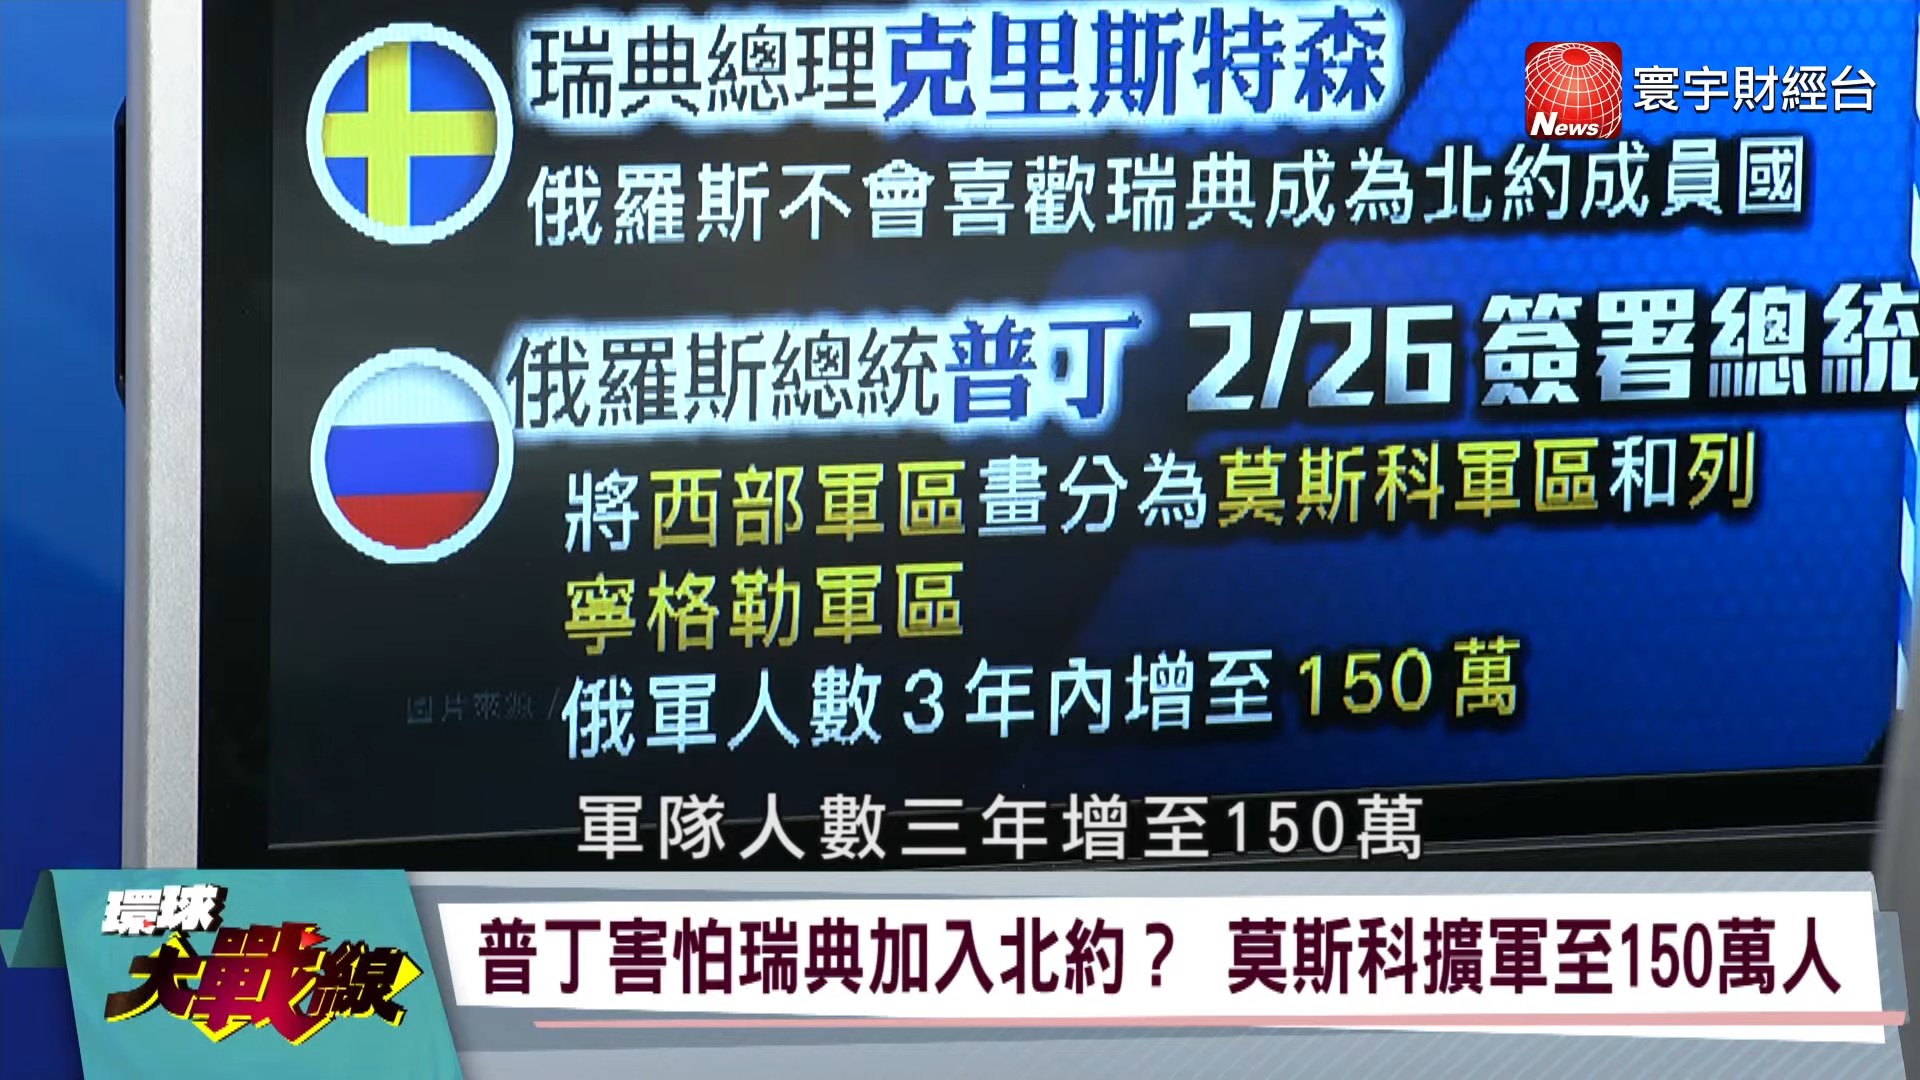 瑞典總理克里斯特森
News 寰宇財經台
俄羅斯不會喜歡瑞典成為北約成員國
俄羅斯總統普丁 2/26簽署總統
將西部軍區畫分為莫斯科軍區和列
寧格勒軍區
圖片來源/
俄軍人數3年內增至150萬
軍隊人數三年增至150萬
環球
大戰線
普丁害怕瑞典加入北約？ 莫斯科擴軍至150萬人